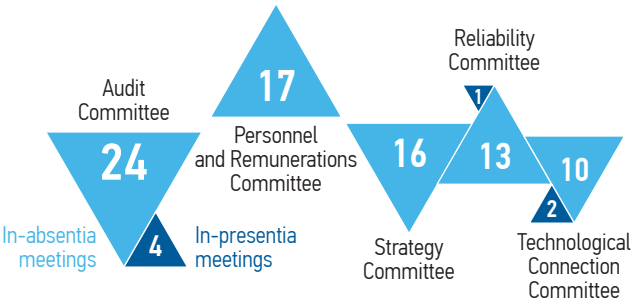 Audit
Committee
24
In-absentia
meetings
4
In-presentia
meetings
17
Personnel
and Remunerations
Committee
16
Strategy
Committee
Reliability
Committee
1
13
10
2
Technological
Connection
Committee